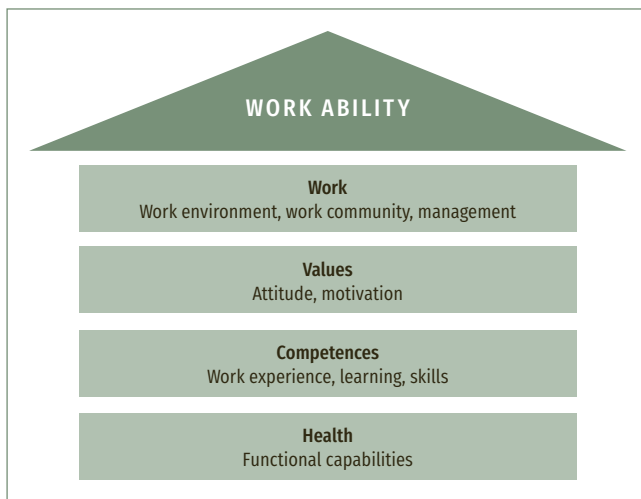 WORK ABILITY
Work
Work environment, work community, management
Values
Attitude, motivation
Competences
Work experience, learning, skills
Health
Functional capabilities